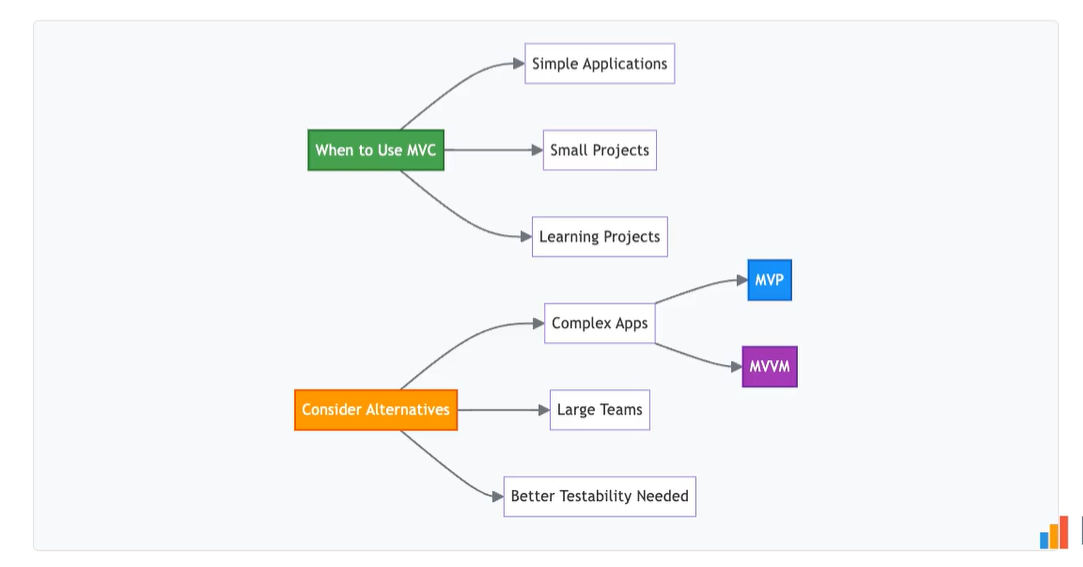 Simple Applications
When to Use MVC
Small Projects
Learning Projects
MVP
Complex Apps
MVVM
Consider Alternatives
Large Teams
Better Testability Needed